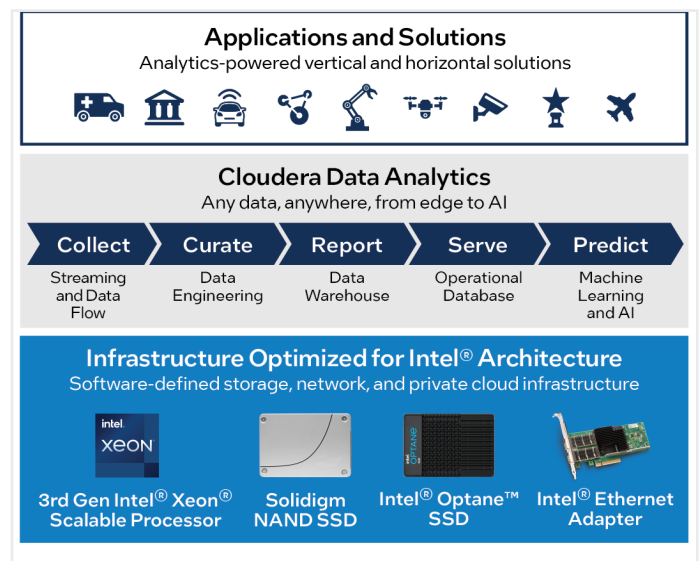 Applications and Solutions
Analytics-powered vertical and horizontal solutions
Cloudera Data Analytics
Any data, anywhere, from edge to AI
Collect
Curate
Report
Serve
Predict
Streaming
and Data
Flow
Data
Engineering
Data
Warehouse
Operational
Database
Machine
Learning
and AI
Infrastructure Optimized for Intel® Architecture
Software-defined storage, network, and private cloud infrastructure
intel.
XEON®
intel
OPTANE
3rd Gen Intel® Xeon®
Scalable Processor
Solidigm
NAND SSD
Intel® Optane™
SSD
Intel® Ethernet
Adapter